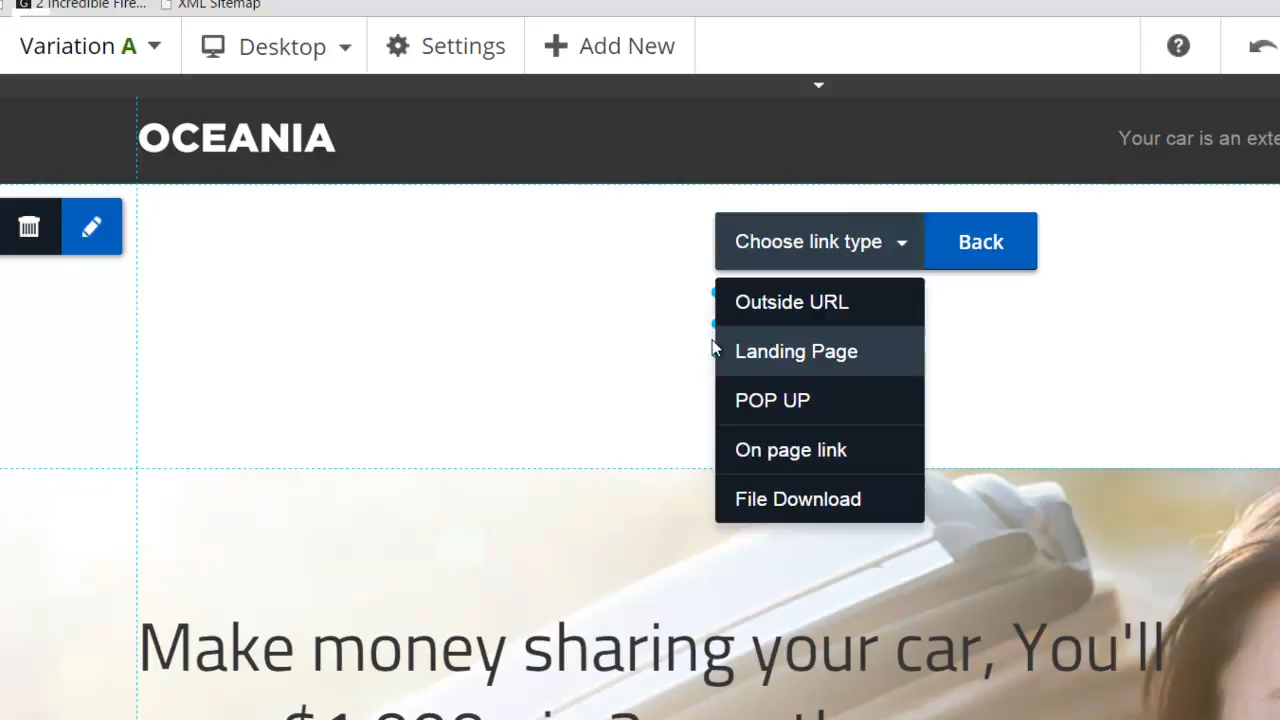 2 Incredible Fire... XML Sitemap
Variation A Desktop Settings Add New
OCEANIA
Your car is an exte
Choose link type Back
Outside URL
Landing Page
POP UP
On page link
File Download
Make money sharing your car, You'll